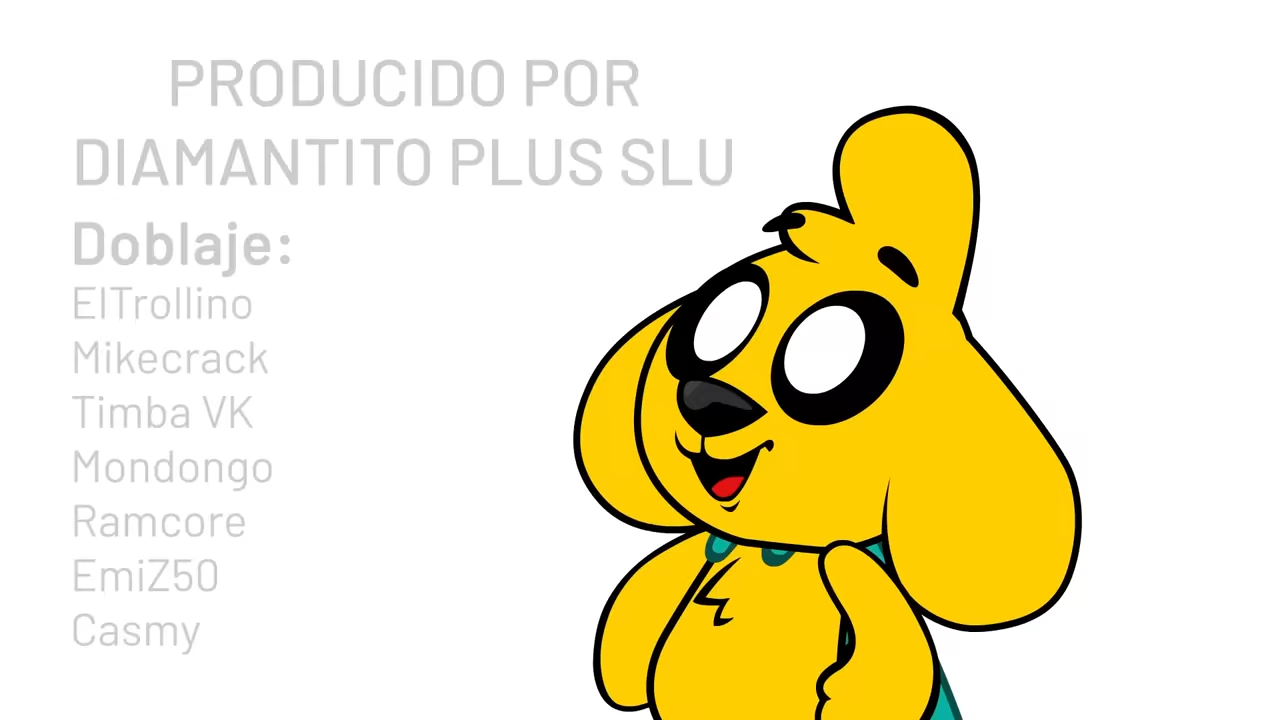 PRODUCIDO POR
DIAMANTITO PLUS SLU
Doblaje:
ElTrollino
Mikecrack
Timba VK
Mondongo
Ramcore
EmiZ50
Casmy